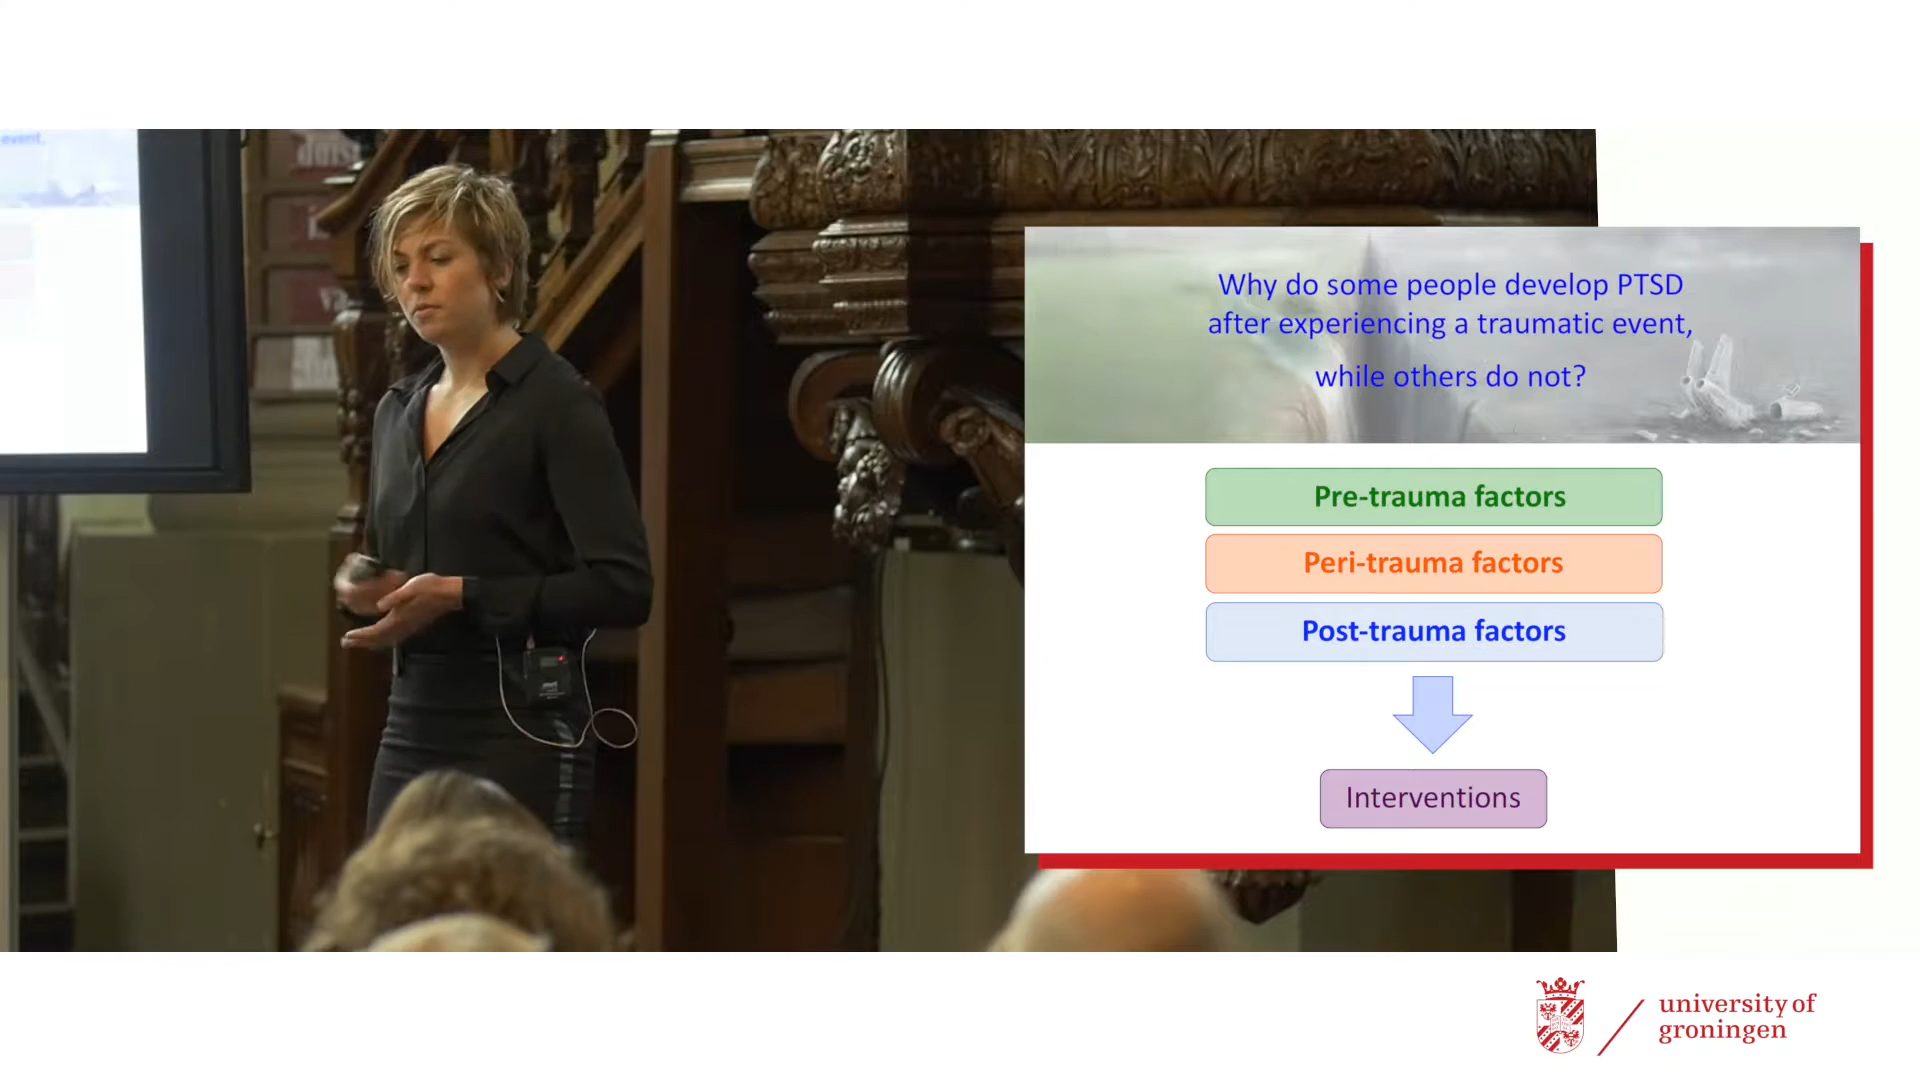 event,
Why do some people develop PTSD
after experiencing a traumatic event,
while others do not?
Pre-trauma factors
Peri-trauma factors
Post-trauma factors
Interventions
university of
groningen